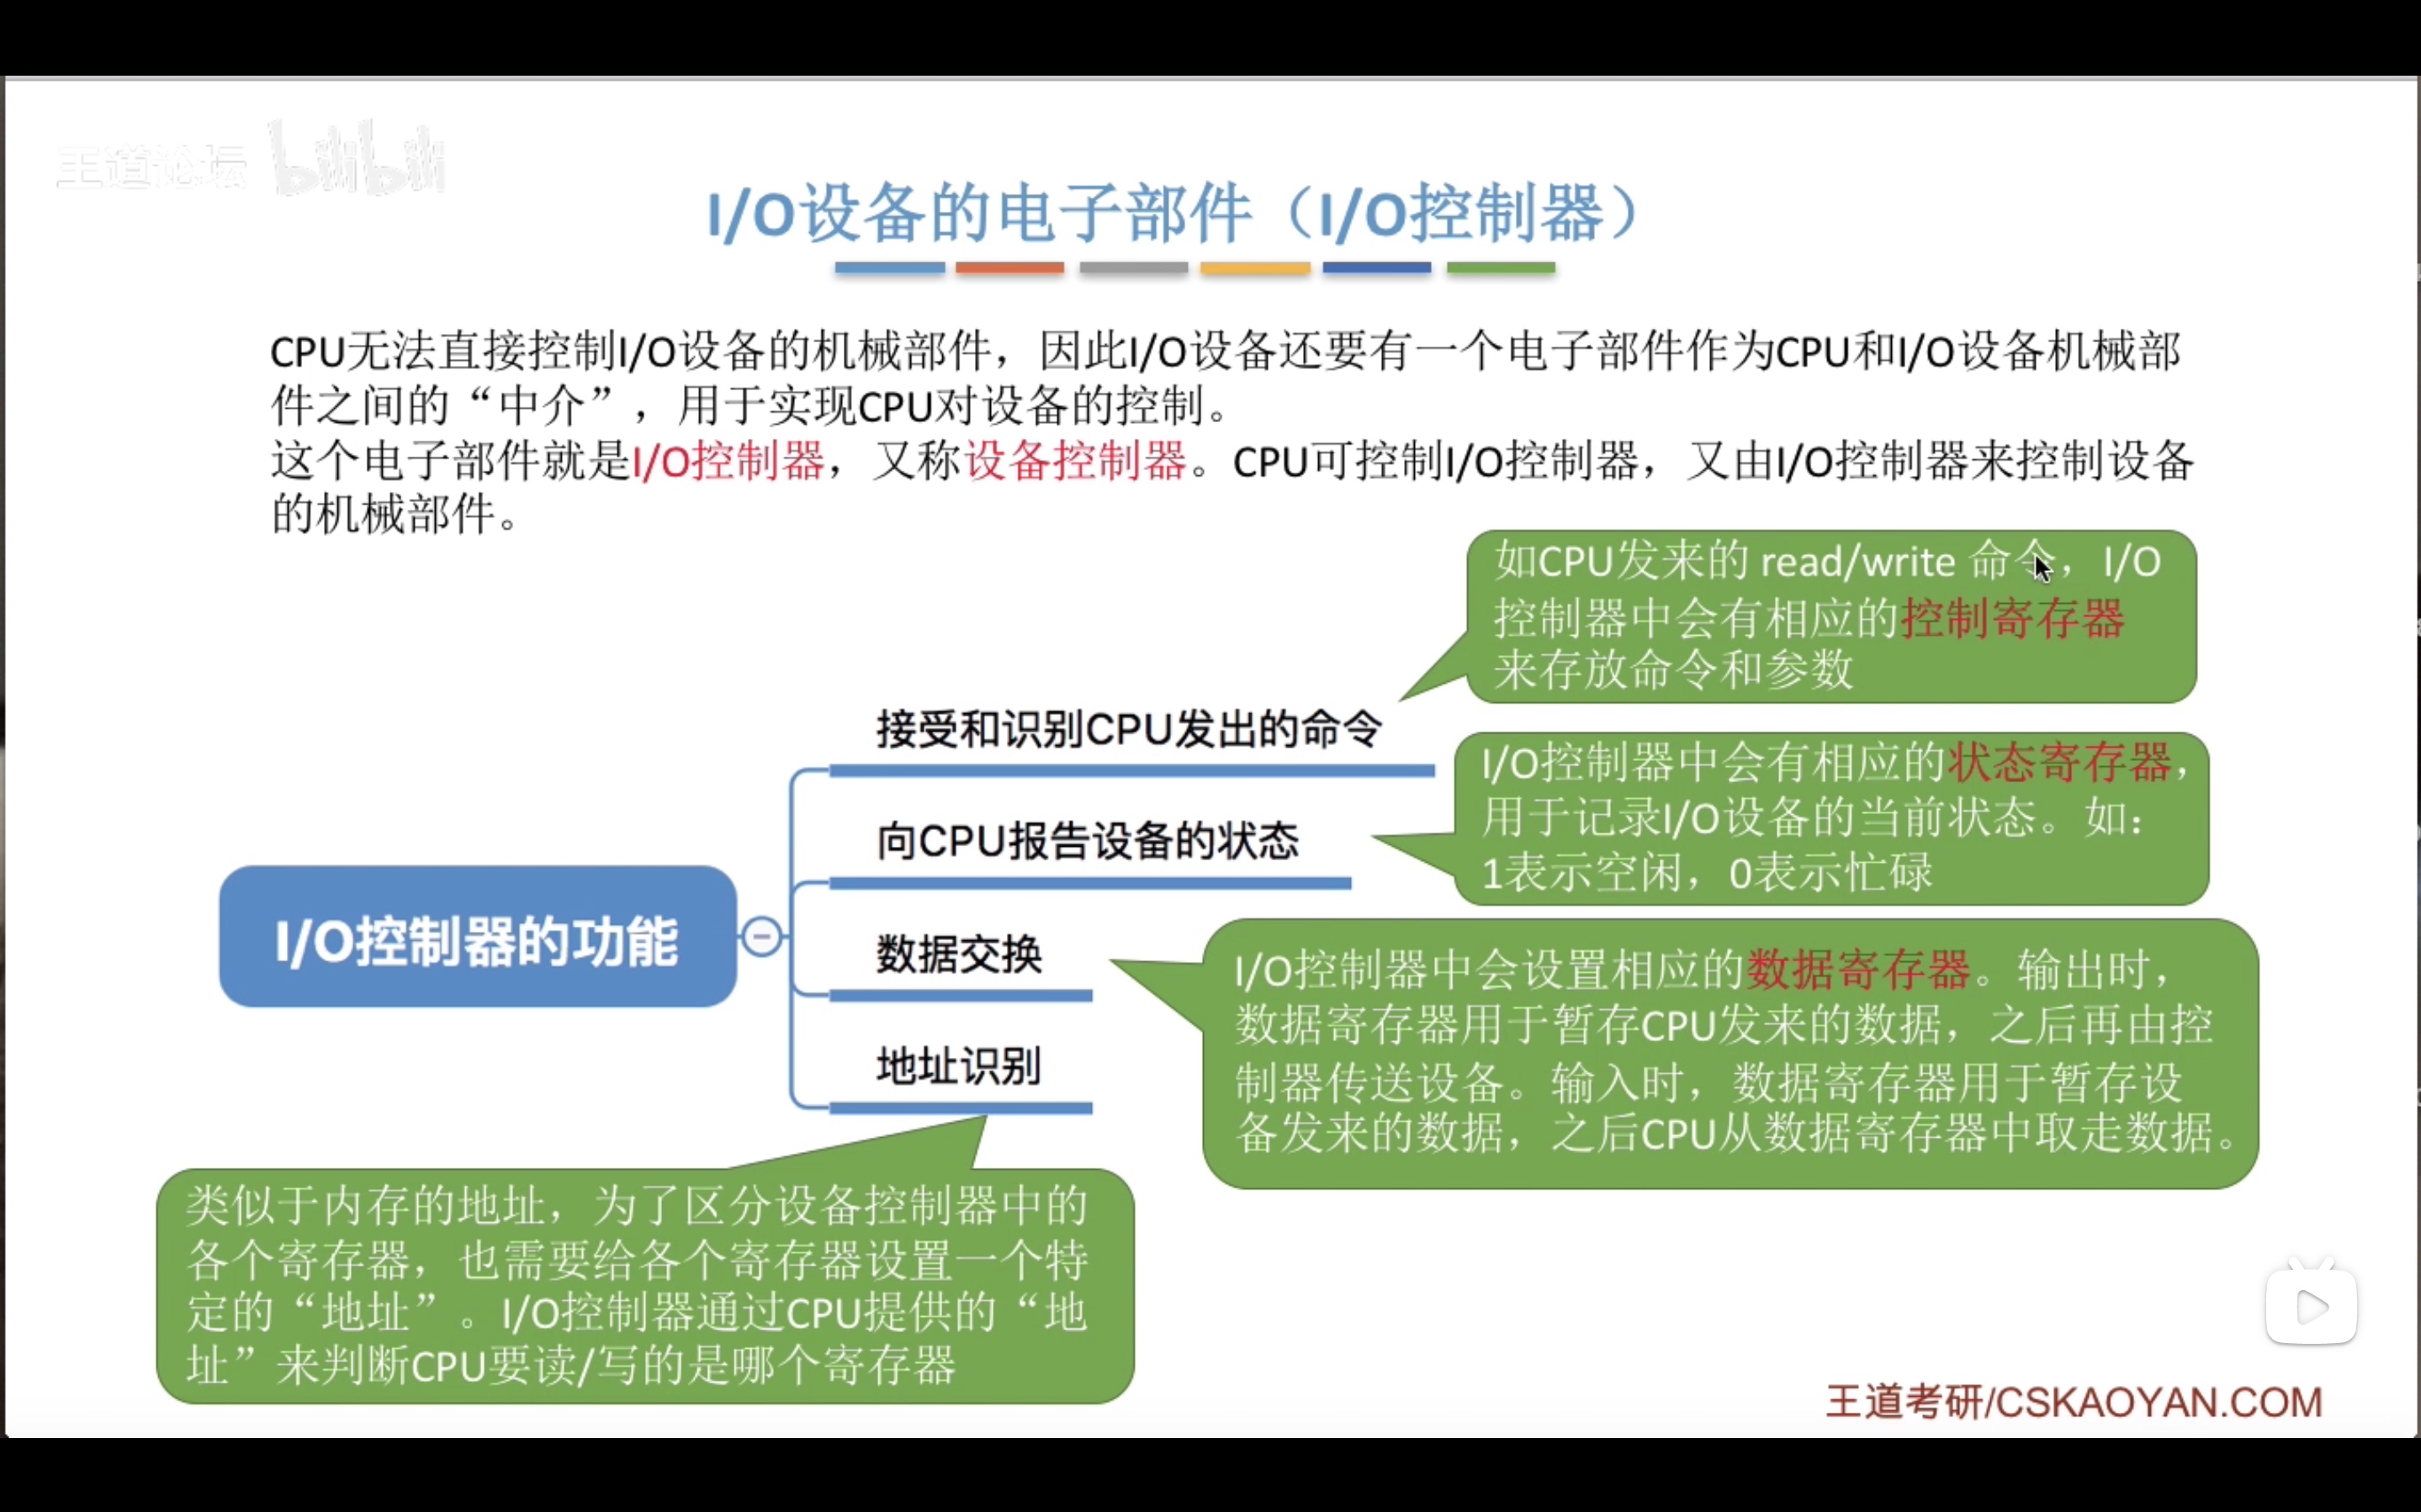 王道论坛 bilibili
I/O设备的电子部件（I/O控制器）
CPU无法直接控制I/O设备的机械部件，因此I/O设备还要有一个电子部件作为CPU和I/O设备机械部
件之间的“中介”，用于实现CPU对设备的控制。
这个电子部件就是I/O控制器，又称设备控制器。CPU可控制I/O控制器，又由I/O控制器来控制设备
的机械部件。
如CPU发来的 read/write 命令，I/O
控制器中会有相应的控制寄存器
来存放命令和参数
接受和识别CPU发出的命令
I/O控制器中会有相应的状态寄存器，
用于记录I/O设备的当前状态。如：
1表示空闲，0表示忙碌
向CPU报告设备的状态
I/O控制器的功能
数据交换
I/O控制器中会设置相应的数据寄存器。输出时，
数据寄存器用于暂存CPU发来的数据，之后再由控
制器传送设备。输入时，数据寄存器用于暂存设
备发来的数据，之后CPU从数据寄存器中取走数据。
地址识别
类似于内存的地址，为了区分设备控制器中的
各个寄存器，也需要给各个寄存器设置一个特
定的“地址”。I/O控制器通过CPU提供的“地
址”来判断CPU要读/写的是哪个寄存器
王道考研/CSKAOYAN.COM